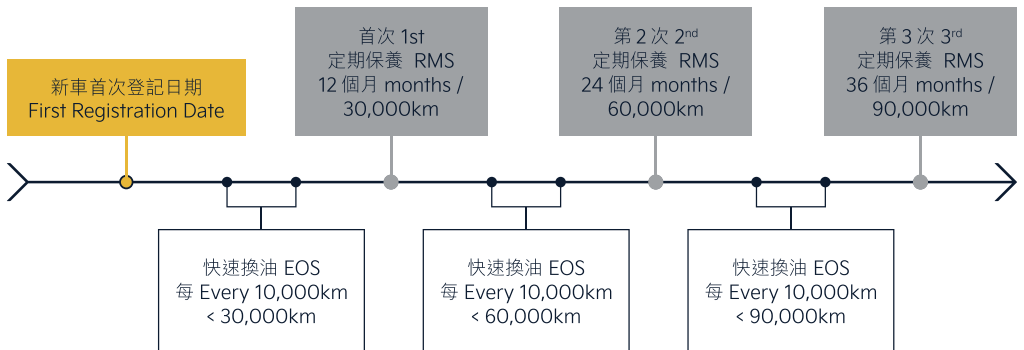 新車首次登記日期
First Registration Date
首次 1st
定期保養 RMS
12 個月 months /
30,000km
第 2 次 2nd
定期保養 RMS
24 個月 months /
60,000km
第 3 次 3rd
定期保養 RMS
36 個月 months /
90,000km
快速換油 EOS
每 Every 10,000km
< 30,000km
快速換油 EOS
每 Every 10,000km
< 60,000km
快速換油 EOS
每 Every 10,000km
< 90,000km